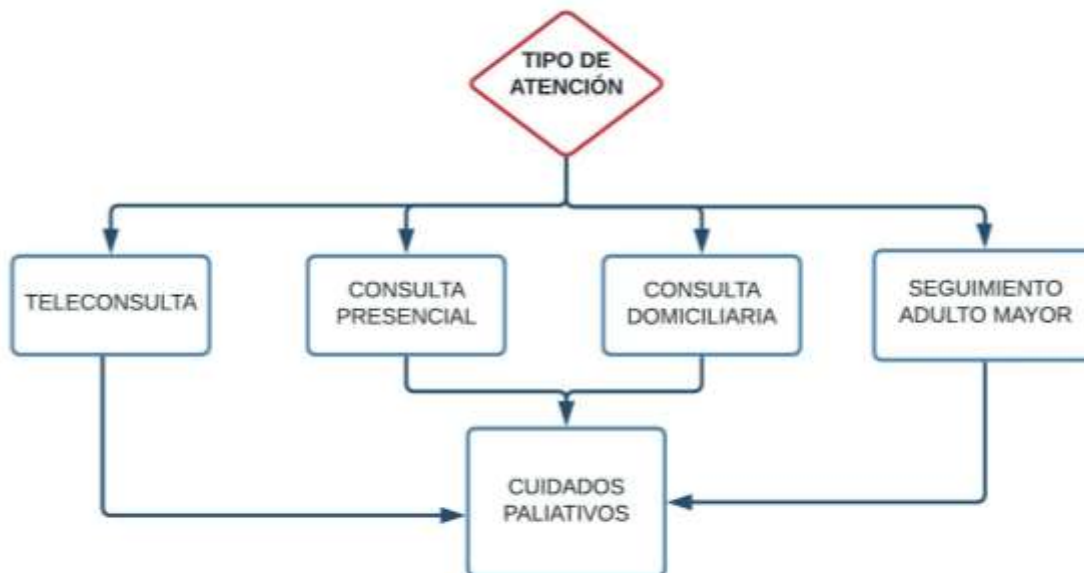 TIPO DE
ATENCIÓN
TELECONSULTA
CONSULTA
PRESENCIAL
CONSULTA
DOMICILIARIA
SEGUIMIENTO
ADULTO MAYOR
CUIDADOS
PALIATIVOS